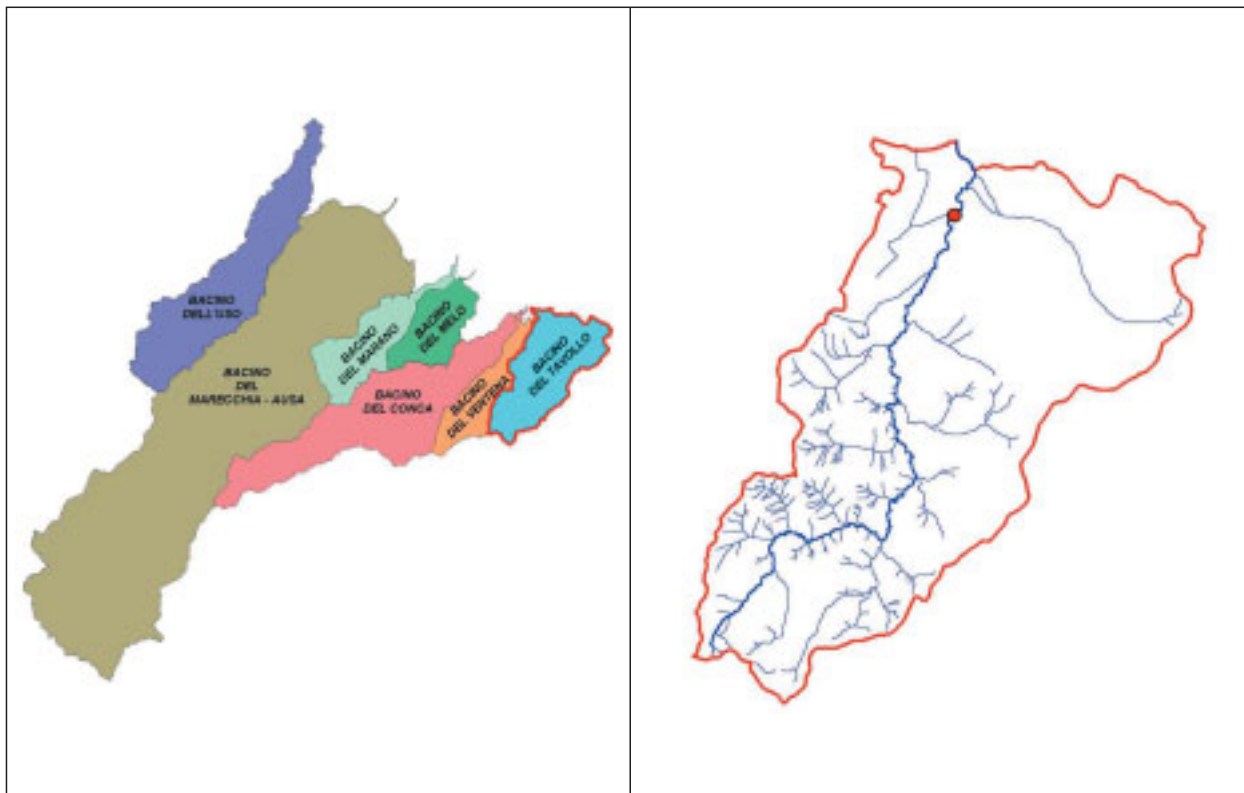 BACINO
DELL'USO
BACINO
DEL
MARECCHIA - AUSA
BACINO
DEL MARANO
BACINO
DEL MELO
BACINO
DEL CONCA
BACINO
DEL VENTENA
BACINO
DEL TAVOLLO